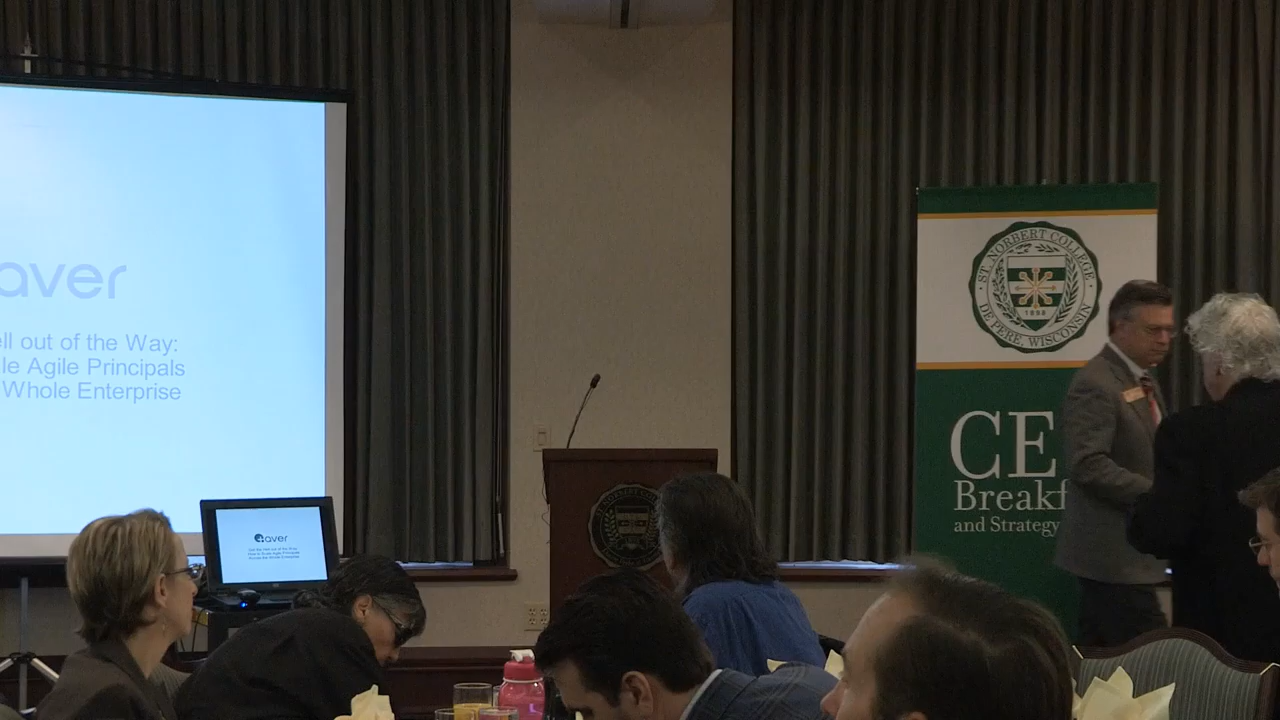 aver
ell out of the Way:
le Agile Principals
Whole Enterprise
aver
ST. NORBERT COLLEGE
1898
DE PERE, WISCONSIN
CE
Breakf
and Strategy